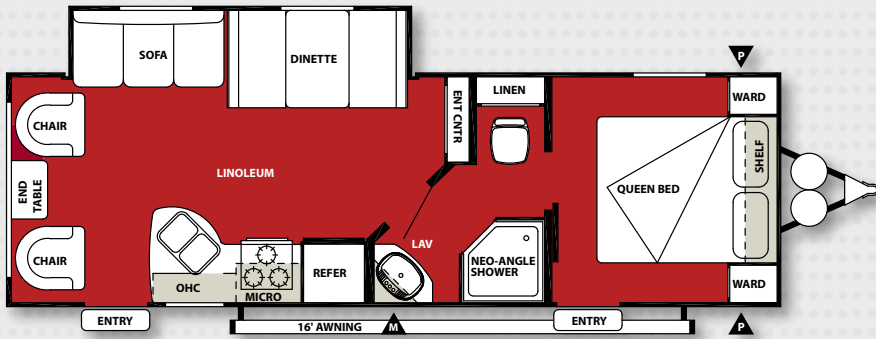 SOFA
DINETTE
P
LINEN
WARD
ENT CNTR
CHAIR
LINOLEUM
END
TABLE
QUEEN BED
SHELF
LAV
CHAIR
OHC
MICRO
REFER
NEO-ANGLE
SHOWER
WARD
ENTRY
16' AWNING
M
ENTRY
P